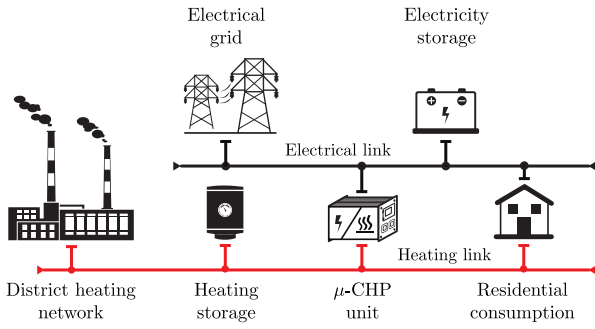 Electrical
grid
Electricity
storage
Electrical link
Heating link
District heating
network
Heating
storage
μ-CHP
unit
Residential
consumption